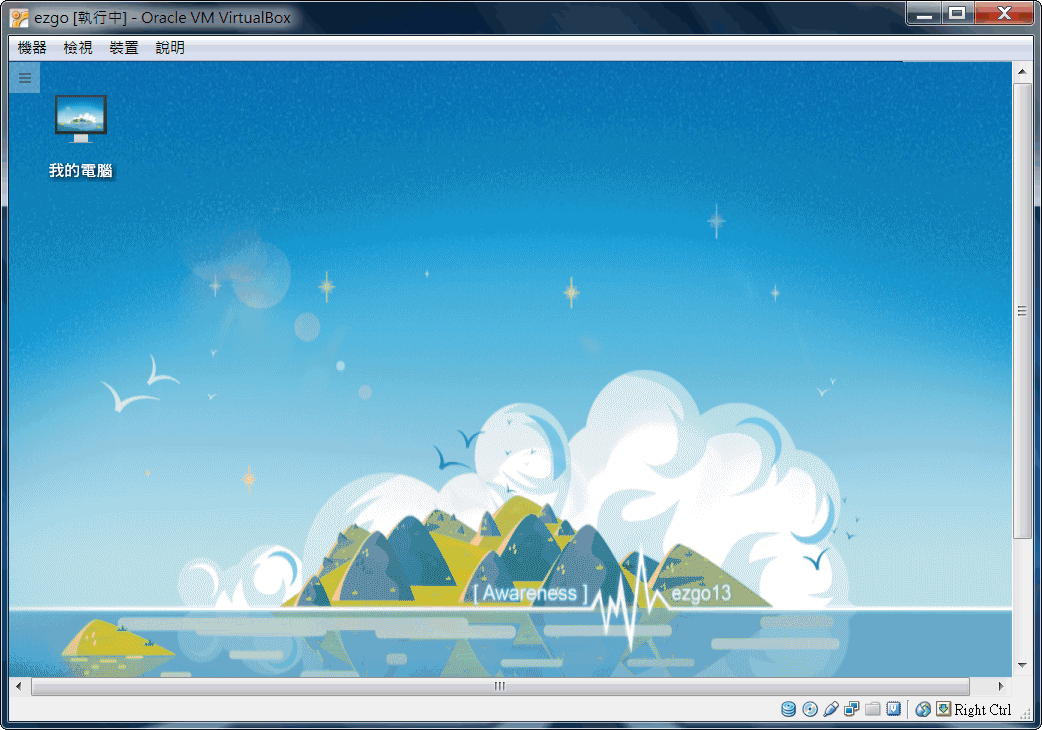 ezgo [執行中] - Oracle VM VirtualBox
機器 檢視 裝置 說明
我的電腦
[ Awareness ] ezgo13
Right Ctrl